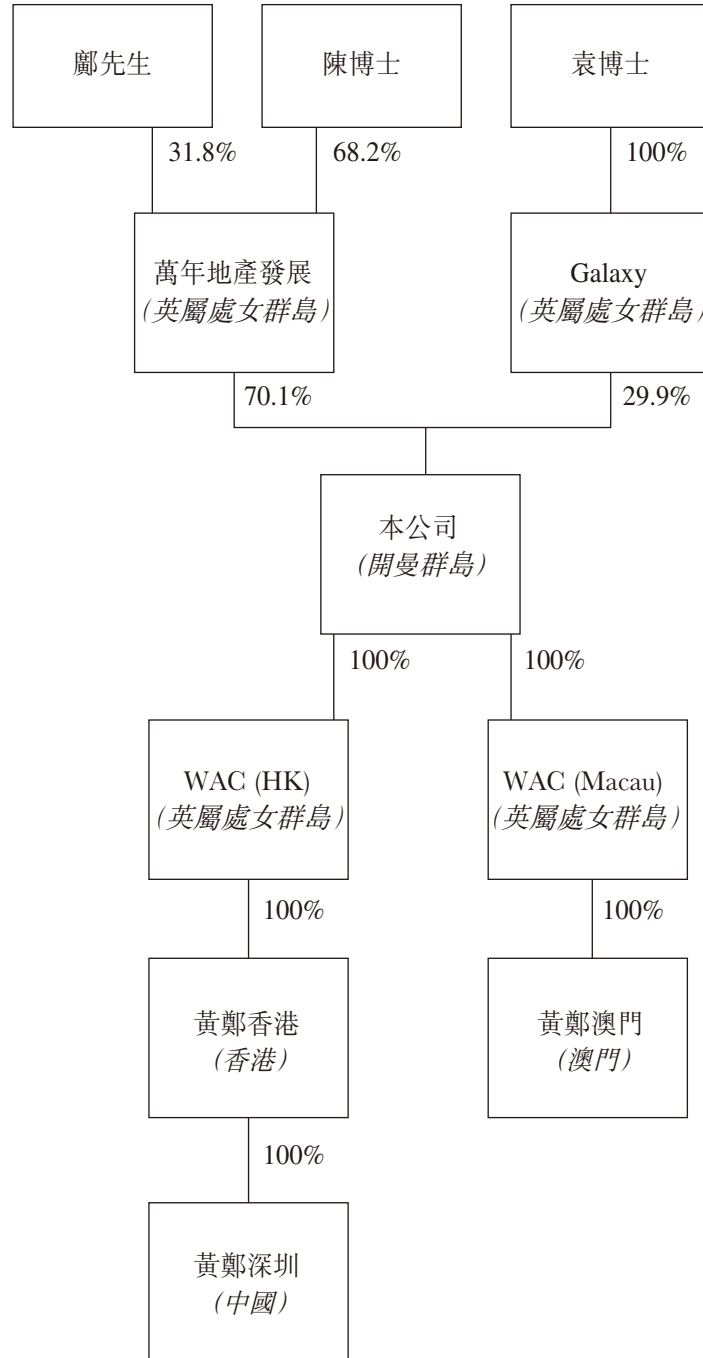 鄺先生
陳博士
袁博士
31.8%
68.2%
100%
萬年地產發展
(英屬處女群島)
Galaxy
(英屬處女群島)
70.1%
29.9%
本公司
(開曼群島)
100%
100%
WAC (HK)
(英屬處女群島)
WAC (Macau)
(英屬處女群島)
100%
100%
黃鄭香港
(香港)
黃鄭澳門
(澳門)
100%
黃鄭深圳
(中國)